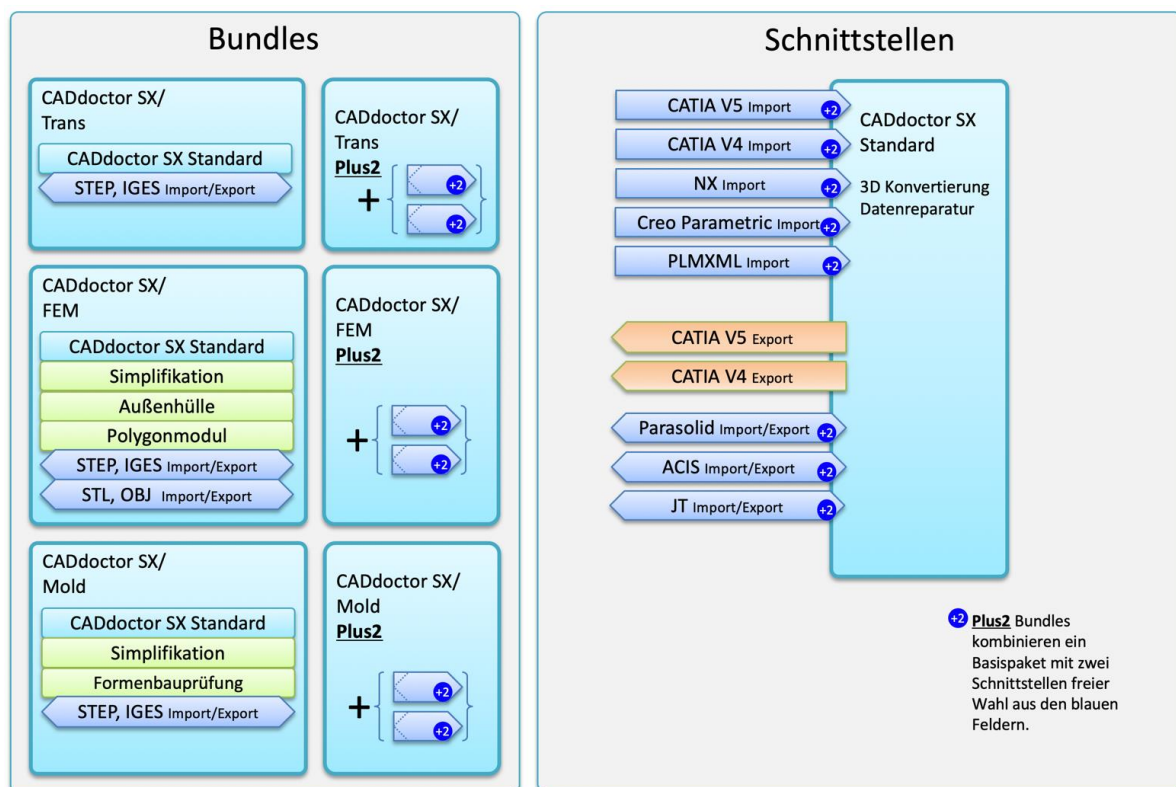 Bundles
CADdoctor SX/
Trans
CADdoctor SX Standard
STEP, IGES Import/Export
CADdoctor SX/
Trans
Plus2
+
+2
+2
CADdoctor SX/
FEM
CADdoctor SX Standard
Simplifikation
Außenhülle
Polygonmodul
STEP, IGES Import/Export
STL, OBJ Import/Export
CADdoctor SX/
FEM
Plus2
+
+2
+2
CADdoctor SX/
Mold
CADdoctor SX Standard
Simplifikation
Formenbauprüfung
STEP, IGES Import/Export
CADdoctor SX/
Mold
Plus2
+
+2
+2
Schnittstellen
CATIA V5 Import +2
CATIA V4 Import +2
NX Import +2
Creo Parametric Import +2
PLMXML Import +2
CATIA V5 Export
CATIA V4 Export
Parasolid Import/Export +2
ACIS Import/Export +2
JT Import/Export +2
CADdoctor SX
Standard
3D Konvertierung
Datenreparatur
+2 Plus2 Bundles
kombinieren ein
Basispaket mit zwei
Schnittstellen freier
Wahl aus den blauen
Feldern.